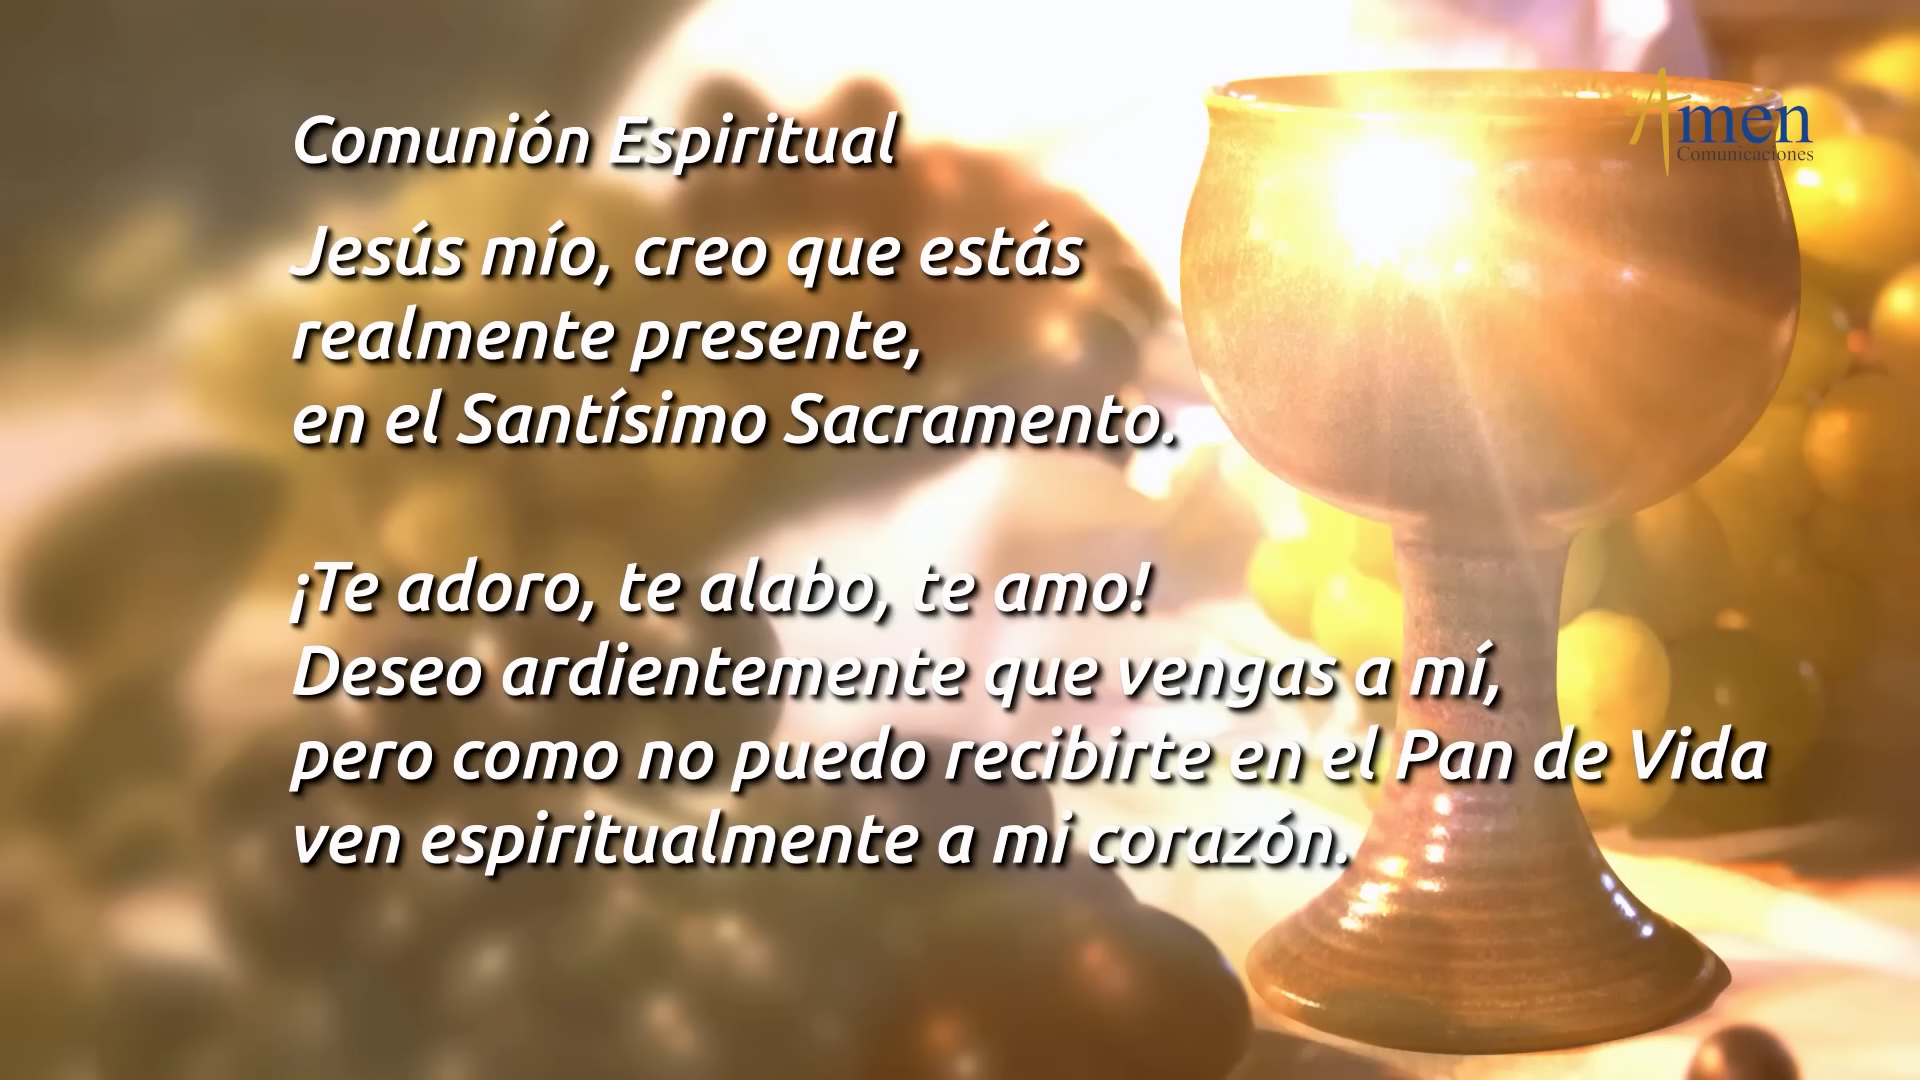 Amen
Comunicaciones
Comunión Espiritual
Jesús mío, creo que estás
realmente presente,
en el Santísimo Sacramento.
¡Te adoro, te alabo, te amo!
Deseo ardientemente que vengas a mí,
pero como no puedo recibirte en el Pan de Vida
ven espiritualmente a mi corazón.